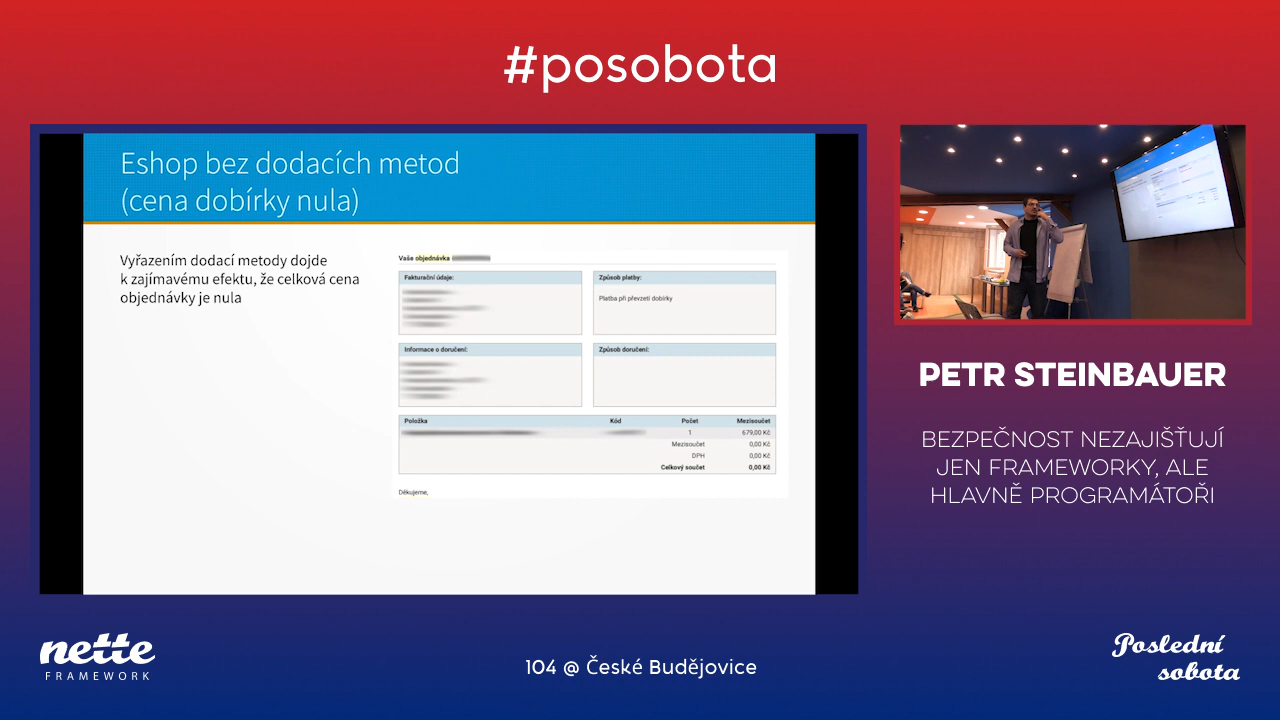 #posobota
Eshop bez dodacích metod
(cena dobírky nula)
Vyřazením dodací metody dojde
k zajímavému efektu, že celková cena
objednávky je nula
Vaše objednávka
Fakturační údaje:
Způsob platby:
Platba při převzetí dobírky
Informace o doručení:
Způsob doručení:
Položka Kód Počet Mezisoučet
1 679,00 Kč
Mezisoučet 0,00 Kč
DPH 0,00 Kč
Celkový součet 0,00 Kč
Děkujeme,
PETR STEINBAUER
BEZPEČNOST NEZAJIŠŤUJÍ
JEN FRAMEWORKY, ALE
HLAVNĚ PROGRAMÁTOŘI
nette
FRAMEWORK
104 @ České Budějovice
Poslední
sobota